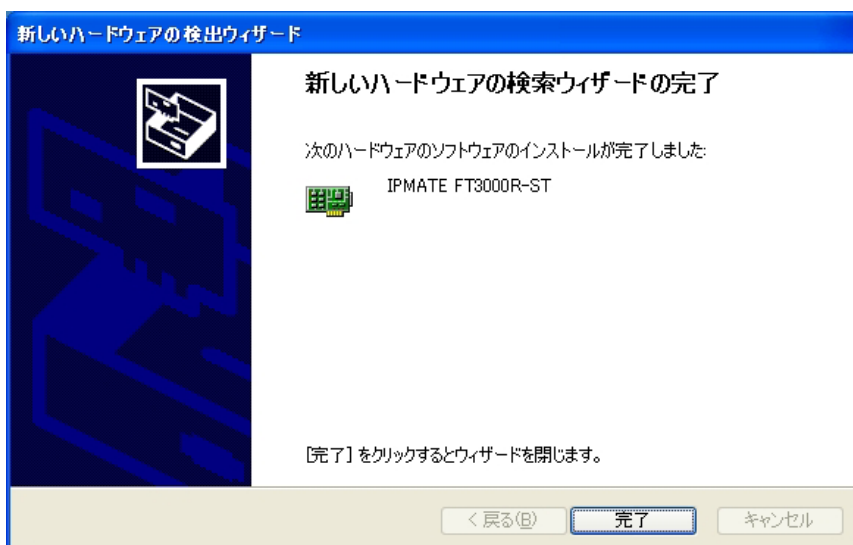 新しいハードウェアの検出ウィザード
新しいハードウェアの検索ウィザードの完了
次のハードウェアのソフトウェアのインストールが完了しました:
IPMATE FT3000R-ST
[完了] をクリックするとウィザードを閉じます。
< 戻る(B)
完了
キャンセル